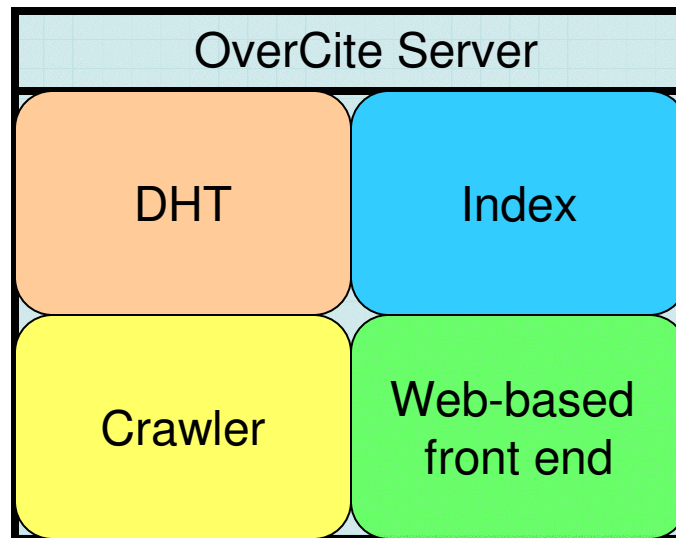 OverCite Server
DHT
Index
Crawler
Web-based
front end